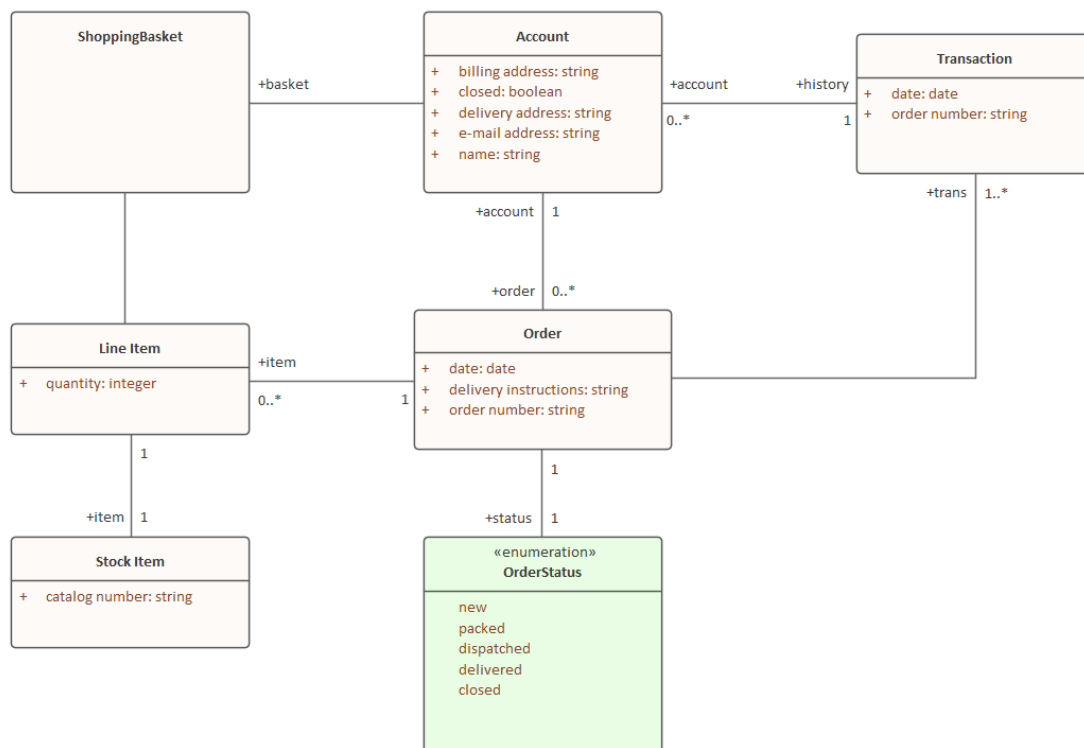 ShoppingBasket
+basket
Account
+ billing address: string
+ closed: boolean
+ delivery address: string
+ e-mail address: string
+ name: string
+account
0..*
+history
1
Transaction
+ date: date
+ order number: string
+trans
1..*
+account
1
+order
0..*
Line Item
+ quantity: integer
+item
0..*
1
Order
+ date: date
+ delivery instructions: string
+ order number: string
1
+item
1
Stock Item
+ catalog number: string
1
+status
1
«enumeration»
OrderStatus
new
packed
dispatched
delivered
closed